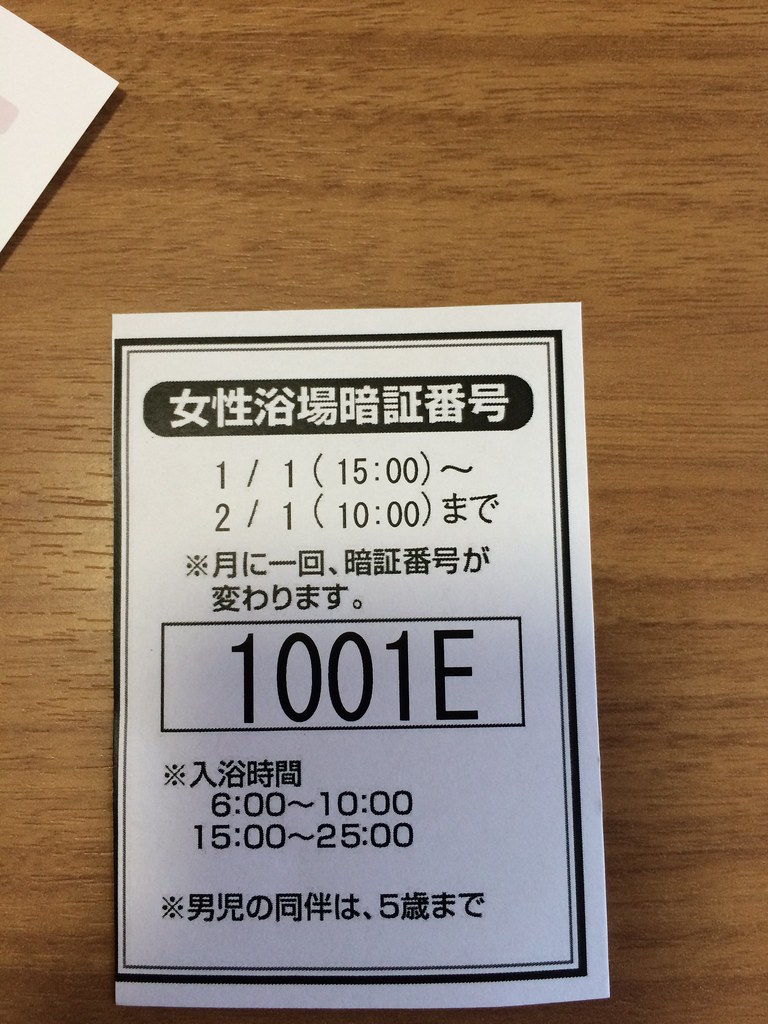 女性浴場暗証番号
1 / 1 ( 15:00)〜
2 / 1 ( 10:00)まで
※月に一回、暗証番号が
変わります。
1001E
※入浴時間
6:00〜10:00
15:00〜25:00
※男児の同伴は、5歳まで